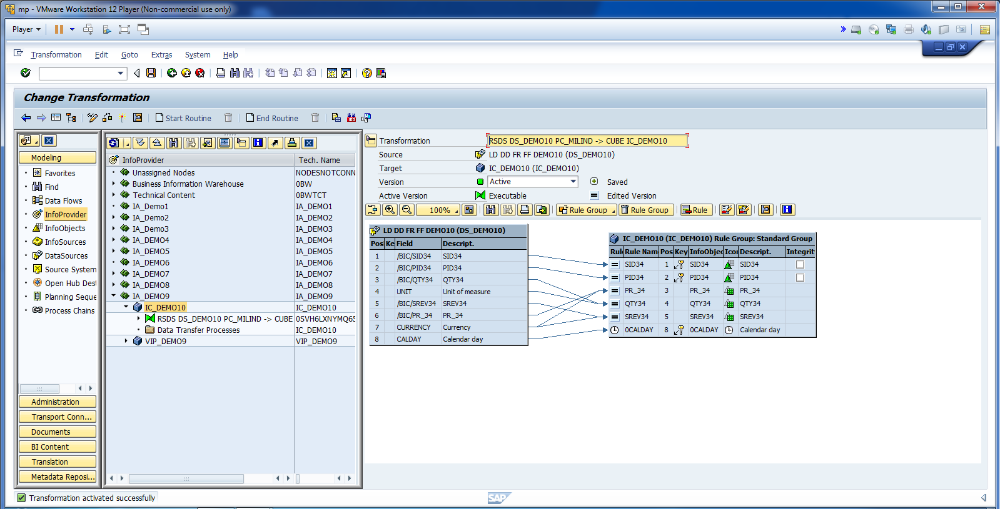 mp - VMware Workstation 12 Player (Non-commercial use only)
Player
Transformation Edit Goto Extras System Help
Change Transformation
Start Routine End Routine
Modeling
Favorites
Find
Data Flows
InfoProvider
InfoObjects
InfoSources
DataSources
Source System
Open Hub Dest
Planning Seque
Process Chains
Administration
Transport Conn...
Documents
BI Content
Translation
Metadata Reposi...
InfoProvider Tech. Name
Unassigned Nodes NODESNOTCONN
Business Information Warehouse 0BW
Technical Content 0BWTCT
IA_Demo1 IA_DEMO1
IA_Demo2 IA_DEMO2
IA_Demo3 IA_DEMO3
IA_DEMO4 IA_DEMO4
IA_DEMO5 IA_DEMO5
IA_DEMO6 IA_DEMO6
IA_DEMO7 IA_DEMO7
IA_DEMO8 IA_DEMO8
IA_DEMO9 IA_DEMO9
IC_DEMO10 IC_DEMO10
RSDS DS_DEMO10 PC_MILIND -> CUBE 0SVH6LXNYMQ65
Data Transfer Processes IC_DEMO10
VIP_DEMO9 VIP_DEMO9
Transformation RSDS DS_DEMO10 PC_MILIND -> CUBE IC_DEMO10
Source LD DD FR FF DEMO10 (DS_DEMO10)
Target IC_DEMO10 (IC_DEMO10)
Version Active Saved
Active Version Executable Edited Version
100% Rule Group Rule Group Rule
LD DD FR FF DEMO10 (DS_DEMO10)
Pos Ke Field Descript.
1 /BIC/SID34 SID34
2 /BIC/PID34 PID34
3 /BIC/QTY34 QTY34
4 UNIT Unit of measure
5 /BIC/SREV34 SREV34
6 /BIC/PR_34 PR_34
7 CURRENCY Currency
8 CALDAY Calendar day
IC_DEMO10 (IC_DEMO10) Rule Group: Standard Group
Rul Rule Nam Pos Key InfoObjec Icon Descript. Integrit
SID34 1 SID34 SID34
PID34 2 PID34 PID34
PR_34 3 PR_34 PR_34
QTY34 4 QTY34 QTY34
SREV34 5 SREV34 SREV34
0CALDAY 8 0CALDAY Calendar day
Transformation activated successfully
SAP